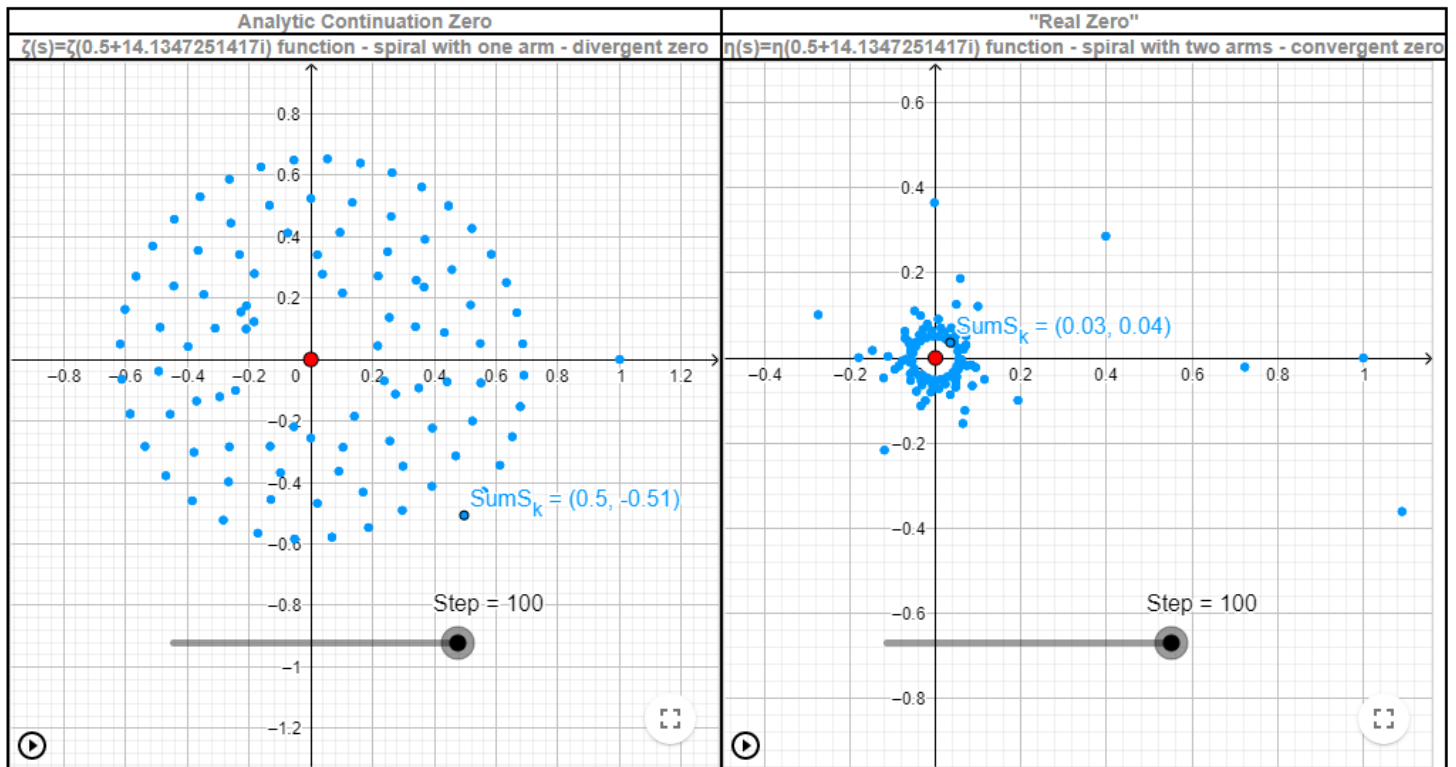 Analytic Continuation Zero
ζ(s)=ζ(0.5+14.1347251417i) function - spiral with one arm - divergent zero
0.8
0.6
0.4
0.2
−0.8 −0.6 −0.4 −0.2 0 0.2 0.4 0.6 0.8 1 1.2
−0.2
−0.4
SumSk = (0.5, -0.51)
−0.6
−0.8
Step = 100
−1
−1.2
"Real Zero"
η(s)=η(0.5+14.1347251417i) function - spiral with two arms - convergent zero
0.6
0.4
0.2
SumSk = (0.03, 0.04)
−0.4 −0.2 0 0.2 0.4 0.6 0.8 1
−0.2
−0.4
−0.6
Step = 100
−0.8